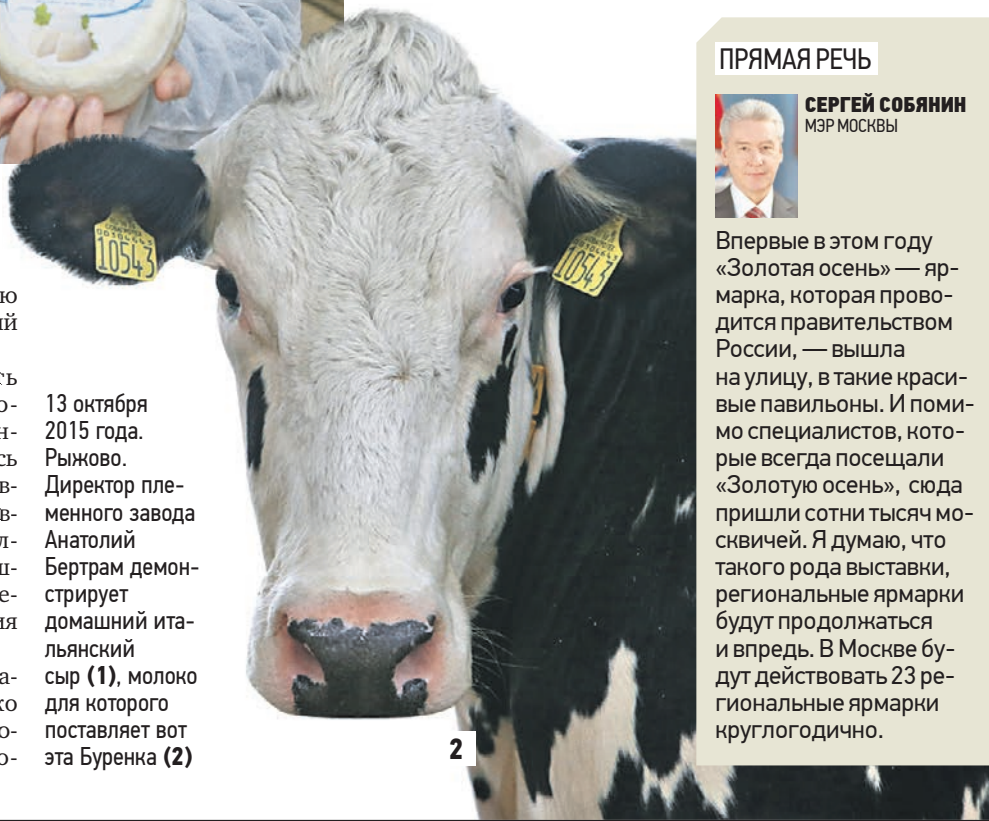 ПРЯМАЯ РЕЧЬ
СЕРГЕЙ СОБЯНИН
МЭР МОСКВЫ
Впервые в этом году
«Золотая осень» — яр-
марка, которая прово-
дится правительством
России, — вышла
на улицу, в такие краси-
вые павильоны. И поми-
мо специалистов, кото-
рые всегда посещали
«Золотую осень», сюда
пришли сотни тысяч мо-
сквичей. Я думаю, что
такого рода выставки,
региональные ярмарки
будут продолжаться
и впредь. В Москве бу-
дут действовать 23 ре-
гиональные ярмарки
круглогодично.
10543
10543
13 октября
2015 года.
Рыжово.
Директор пле-
менного завода
Анатолий
Бертрам демон-
стрирует
домашний ита-
льянский
сыр (1), молоко
для которого
поставляет вот
эта Буренка (2)
2